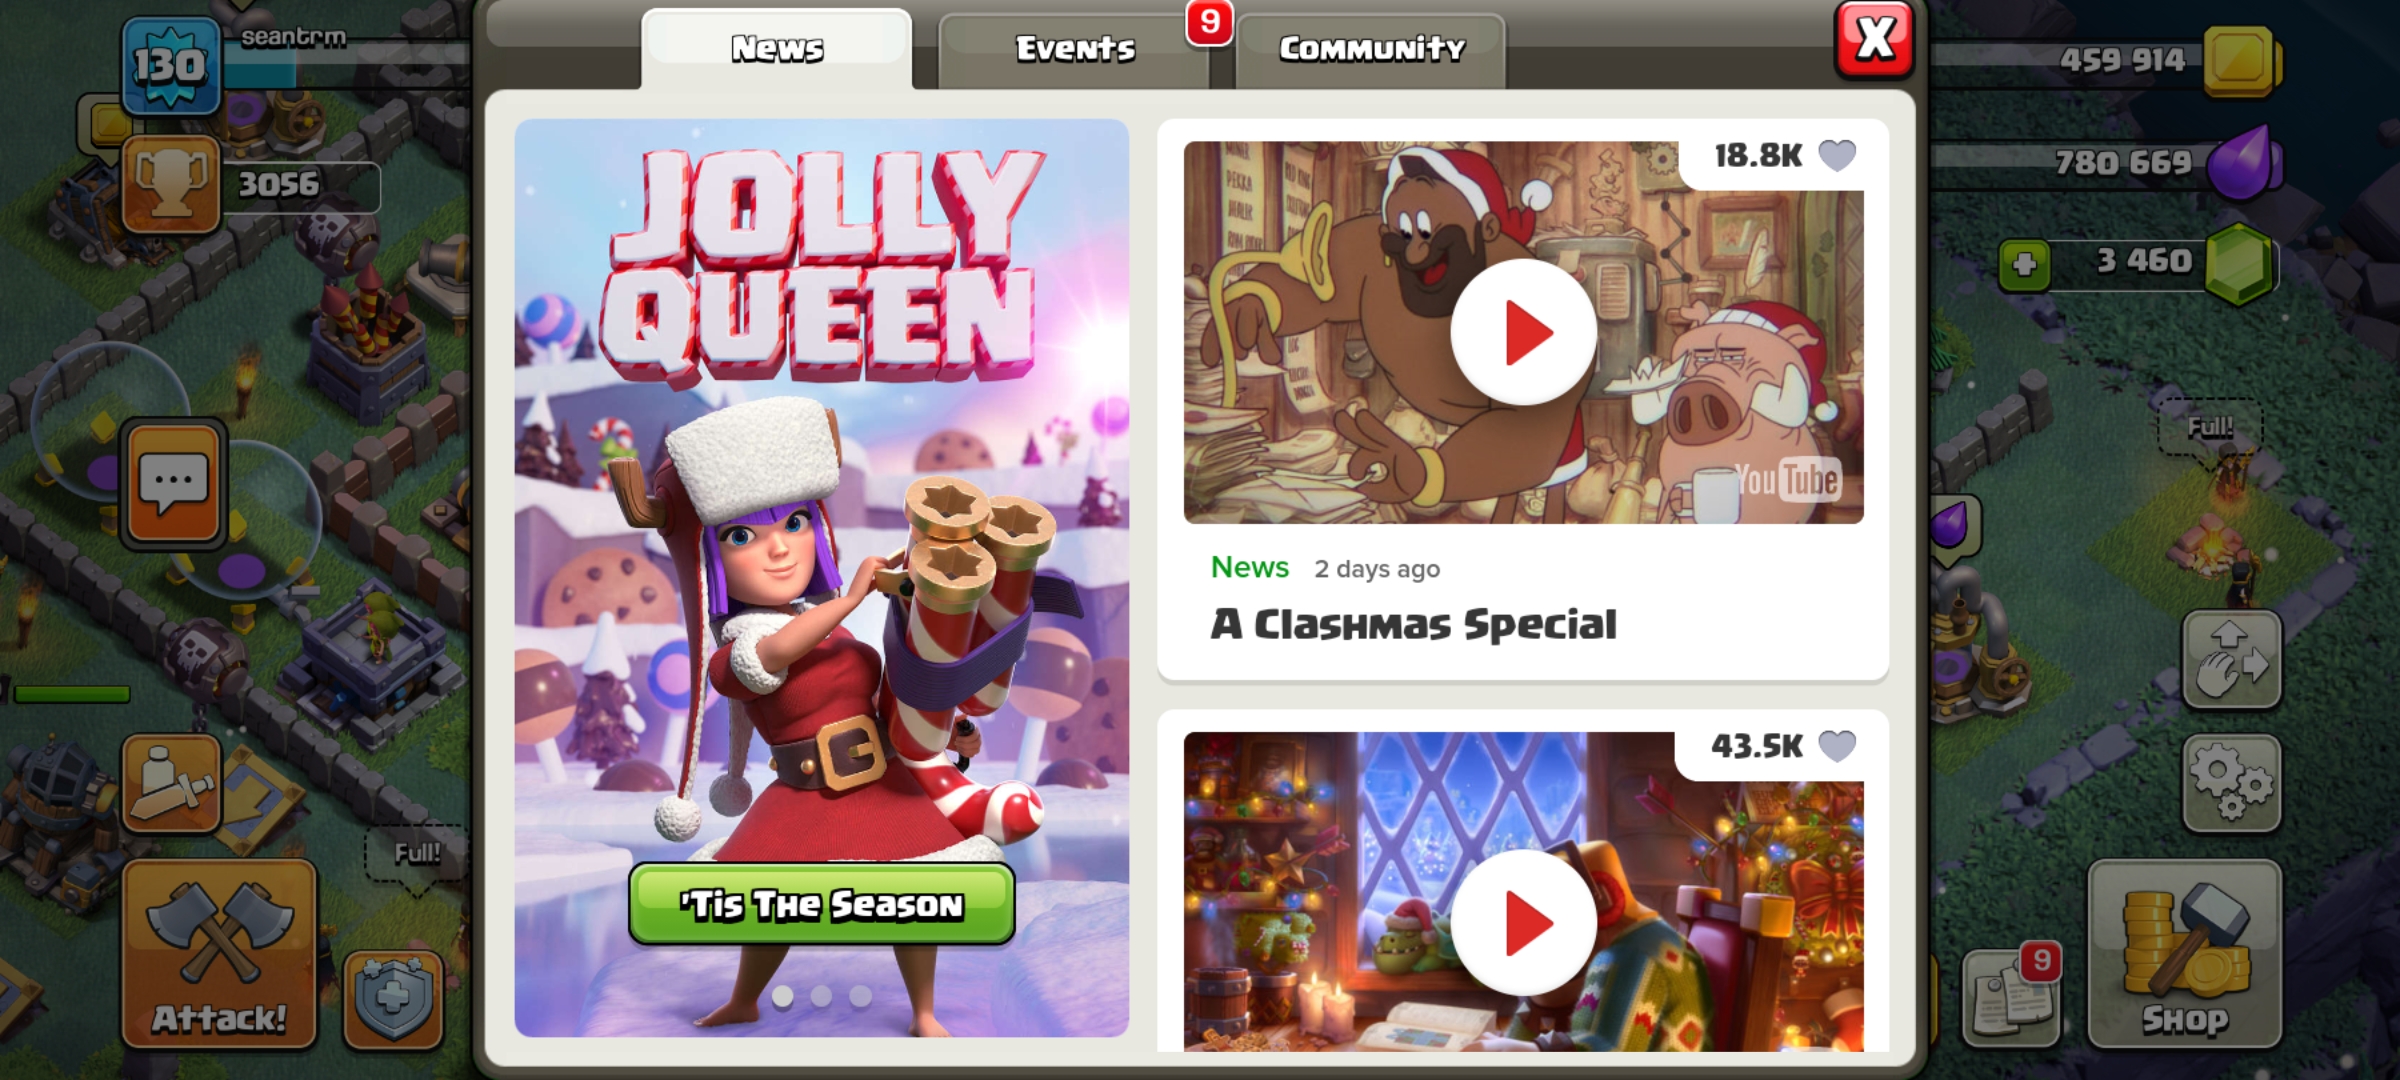 130
seantrm
3056
Full!
Attack!
News
Events
9
Community
X
JOLLY
QUEEN
'Tis The Season
18.8K
PEKKA
YouTube
News 2 days ago
A Clashmas Special
43.5K
459 914
780 669
3 460
Full!
9
Shop